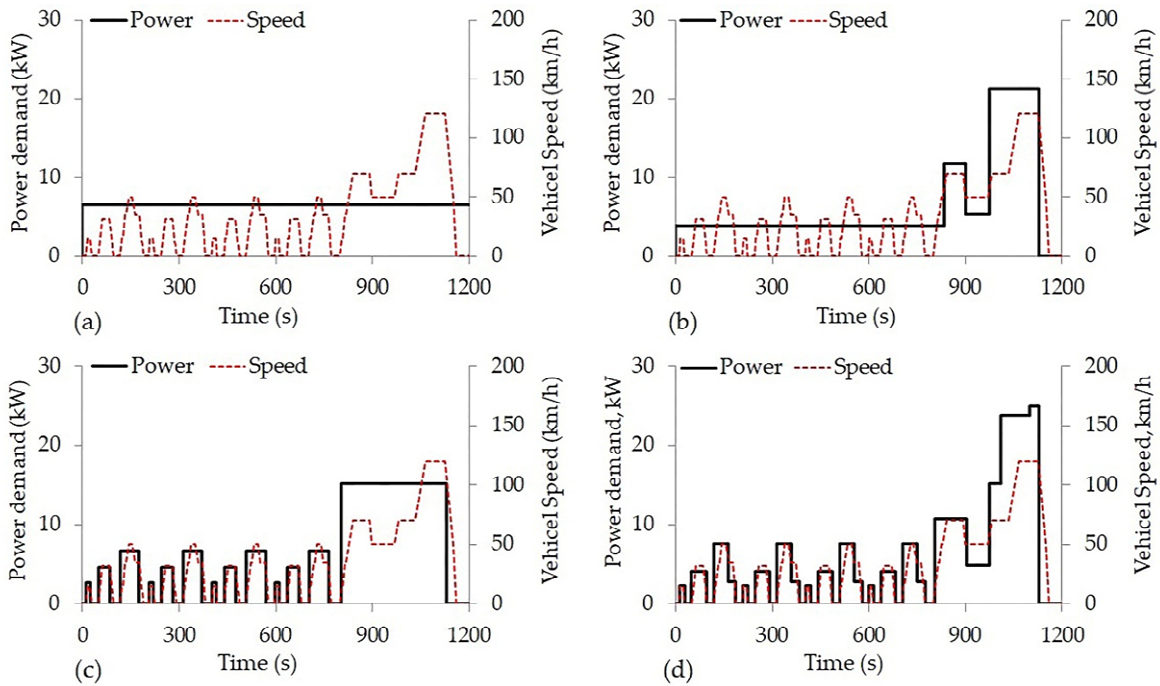 Power Speed
Power demand (kW)
30
20
10
0
200
150
100
50
0
Vehicel Speed (km/h)
0 300 600 900 1200
Time (s)
(a)
Power Speed
Power demand (kW)
30
20
10
0
200
150
100
50
0
Vehicel Speed (km/h)
0 300 600 900 1200
Time (s)
(b)
Power Speed
Power demand (kW)
30
20
10
0
200
150
100
50
0
Vehicel Speed (km/h)
0 300 600 900 1200
Time (s)
(c)
Power Speed
Power demand, kW
30
20
10
0
200
150
100
50
0
Vehicel Speed, km/h
0 300 600 900 1200
Time (s)
(d)